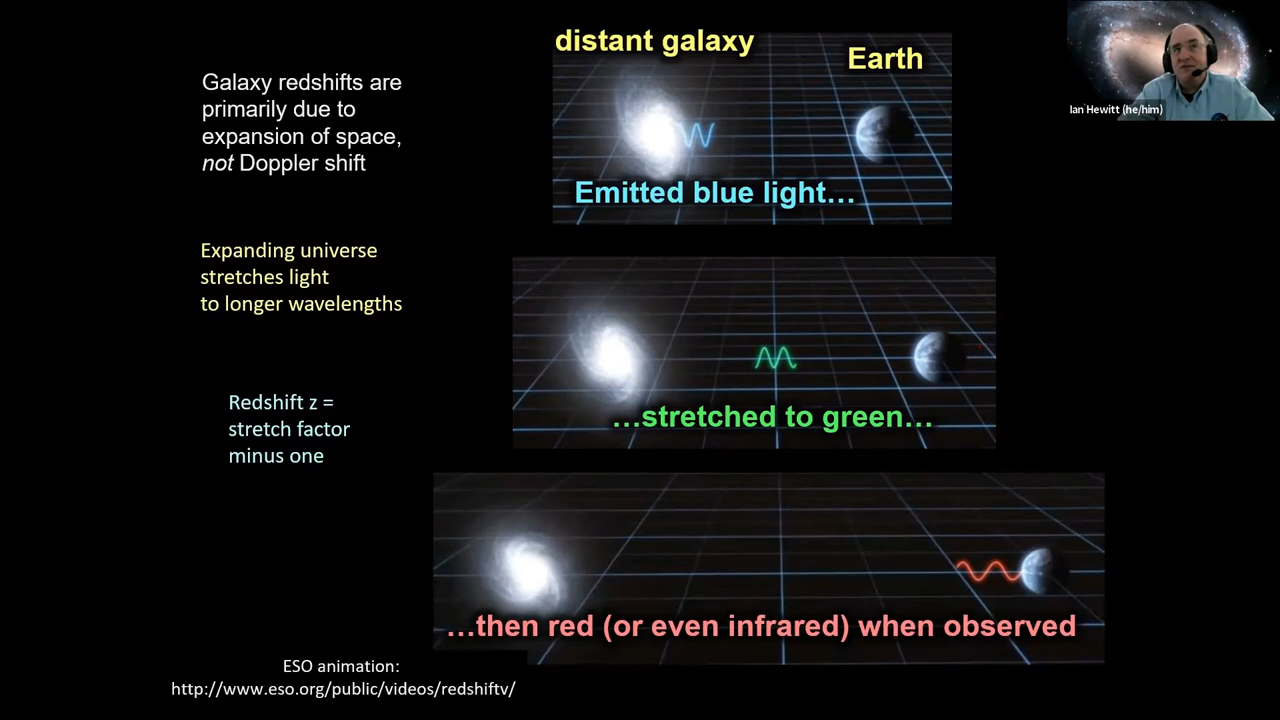 Galaxy redshifts are
primarily due to
expansion of space,
not Doppler shift
Expanding universe
stretches light
to longer wavelengths
Redshift z =
stretch factor
minus one
distant galaxy
Earth
Emitted blue light…
…stretched to green…
…then red (or even infrared) when observed
ESO animation:
http://www.eso.org/public/videos/redshiftv/
Ian Hewitt (he/him)